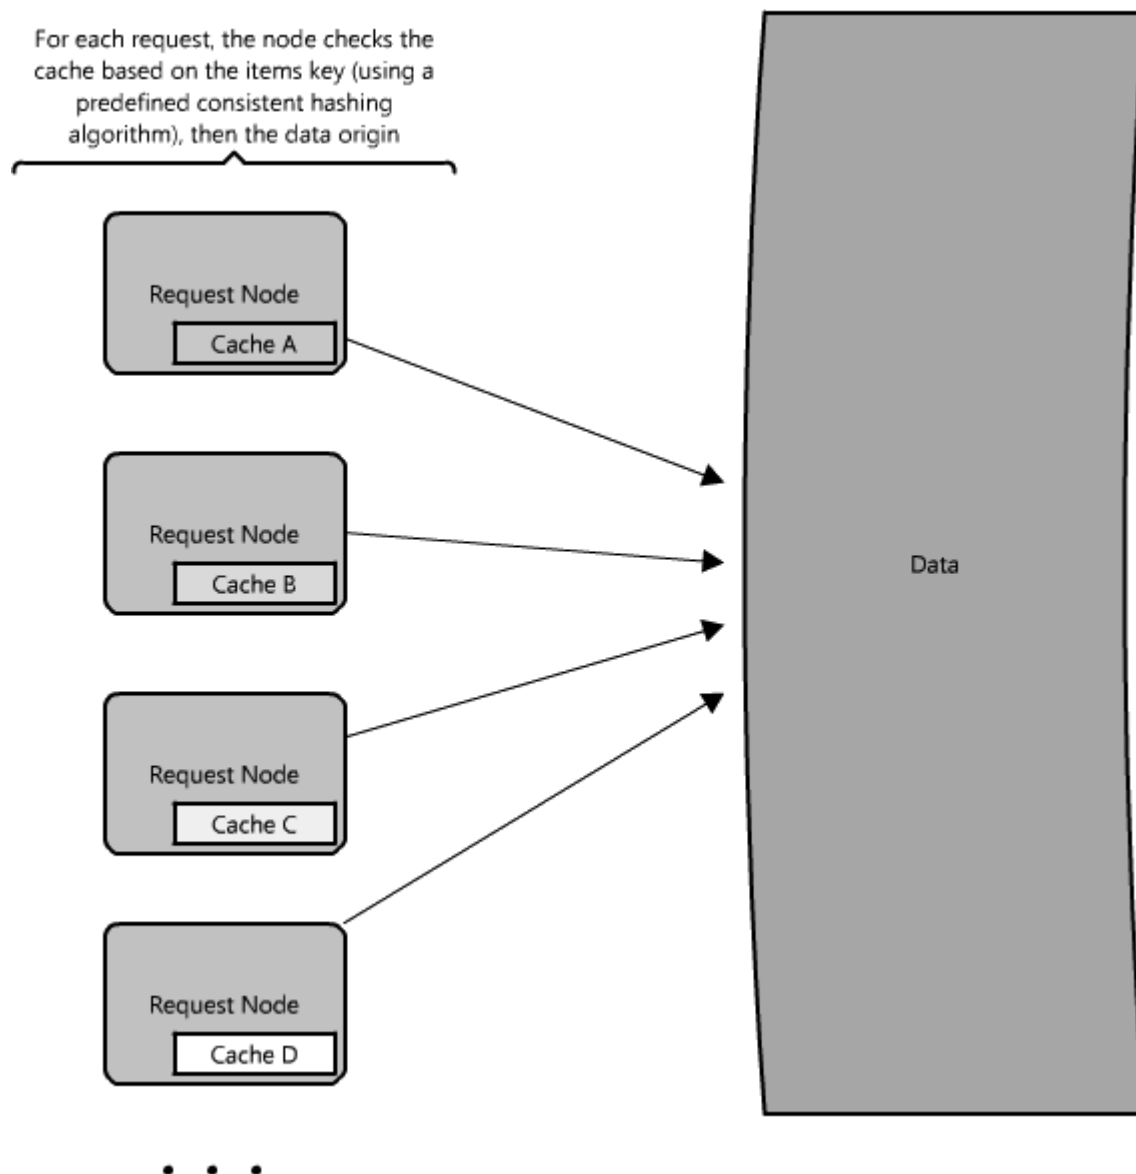 For each request, the node checks the
cache based on the items key (using a
predefined consistent hashing
algorithm), then the data origin
Request Node
Cache A
Request Node
Cache B
Data
Request Node
Cache C
Request Node
Cache D
. . .